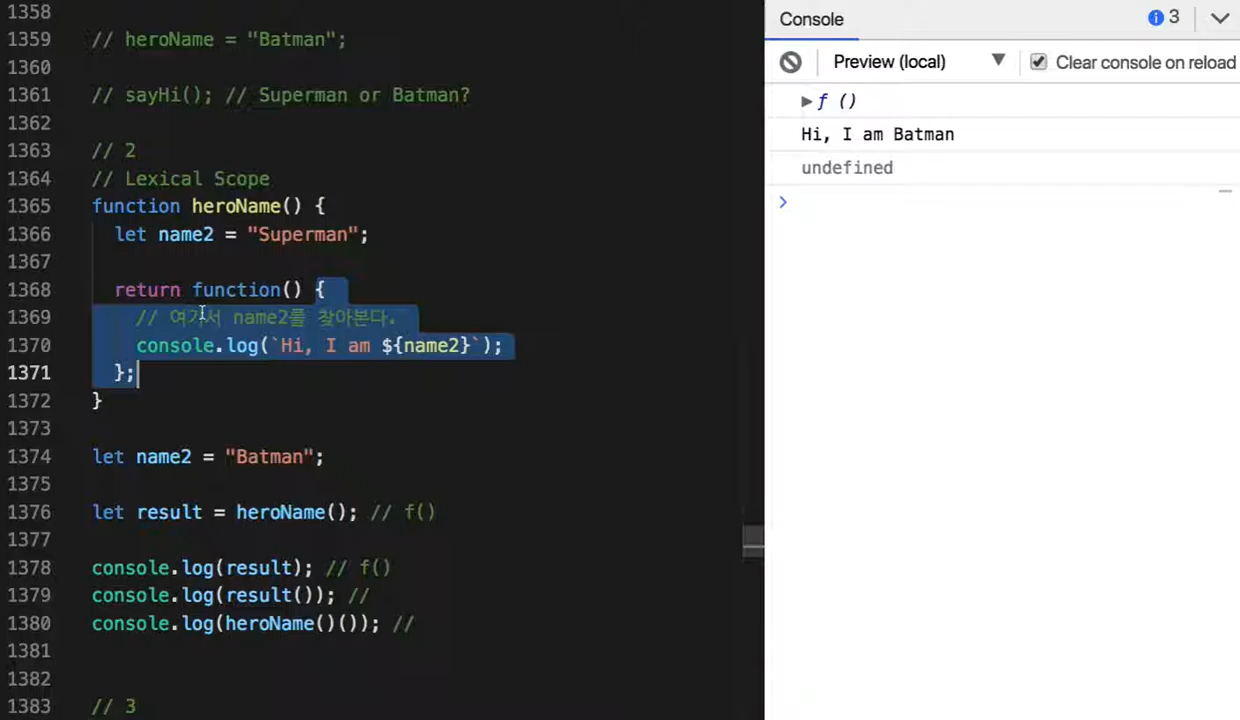 1358
1359 // heroName = "Batman";
1360
1361 // sayHi(); // Superman or Batman?
1362
1363 // 2
1364 // Lexical Scope
1365 function heroName() {
1366 let name2 = "Superman";
1367
1368 return function() {
1369 // 여기서 name2를 찾아본다.
1370 console.log(`Hi, I am ${name2}`);
1371 };
1372 }
1373
1374 let name2 = "Batman";
1375
1376 let result = heroName(); // f()
1377
1378 console.log(result); // f()
1379 console.log(result()); //
1380 console.log(heroName()()); //
1381
1382
1383 // 3
Console 3
Preview (local) Clear console on reload
f ()
Hi, I am Batman
undefined